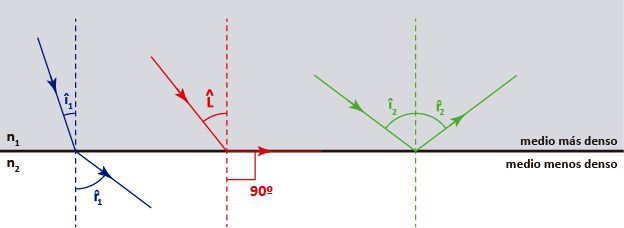 î₁
L̂
î₂
r̂₂
n₁
medio más denso
n₂
medio menos denso
r̂₁
90º